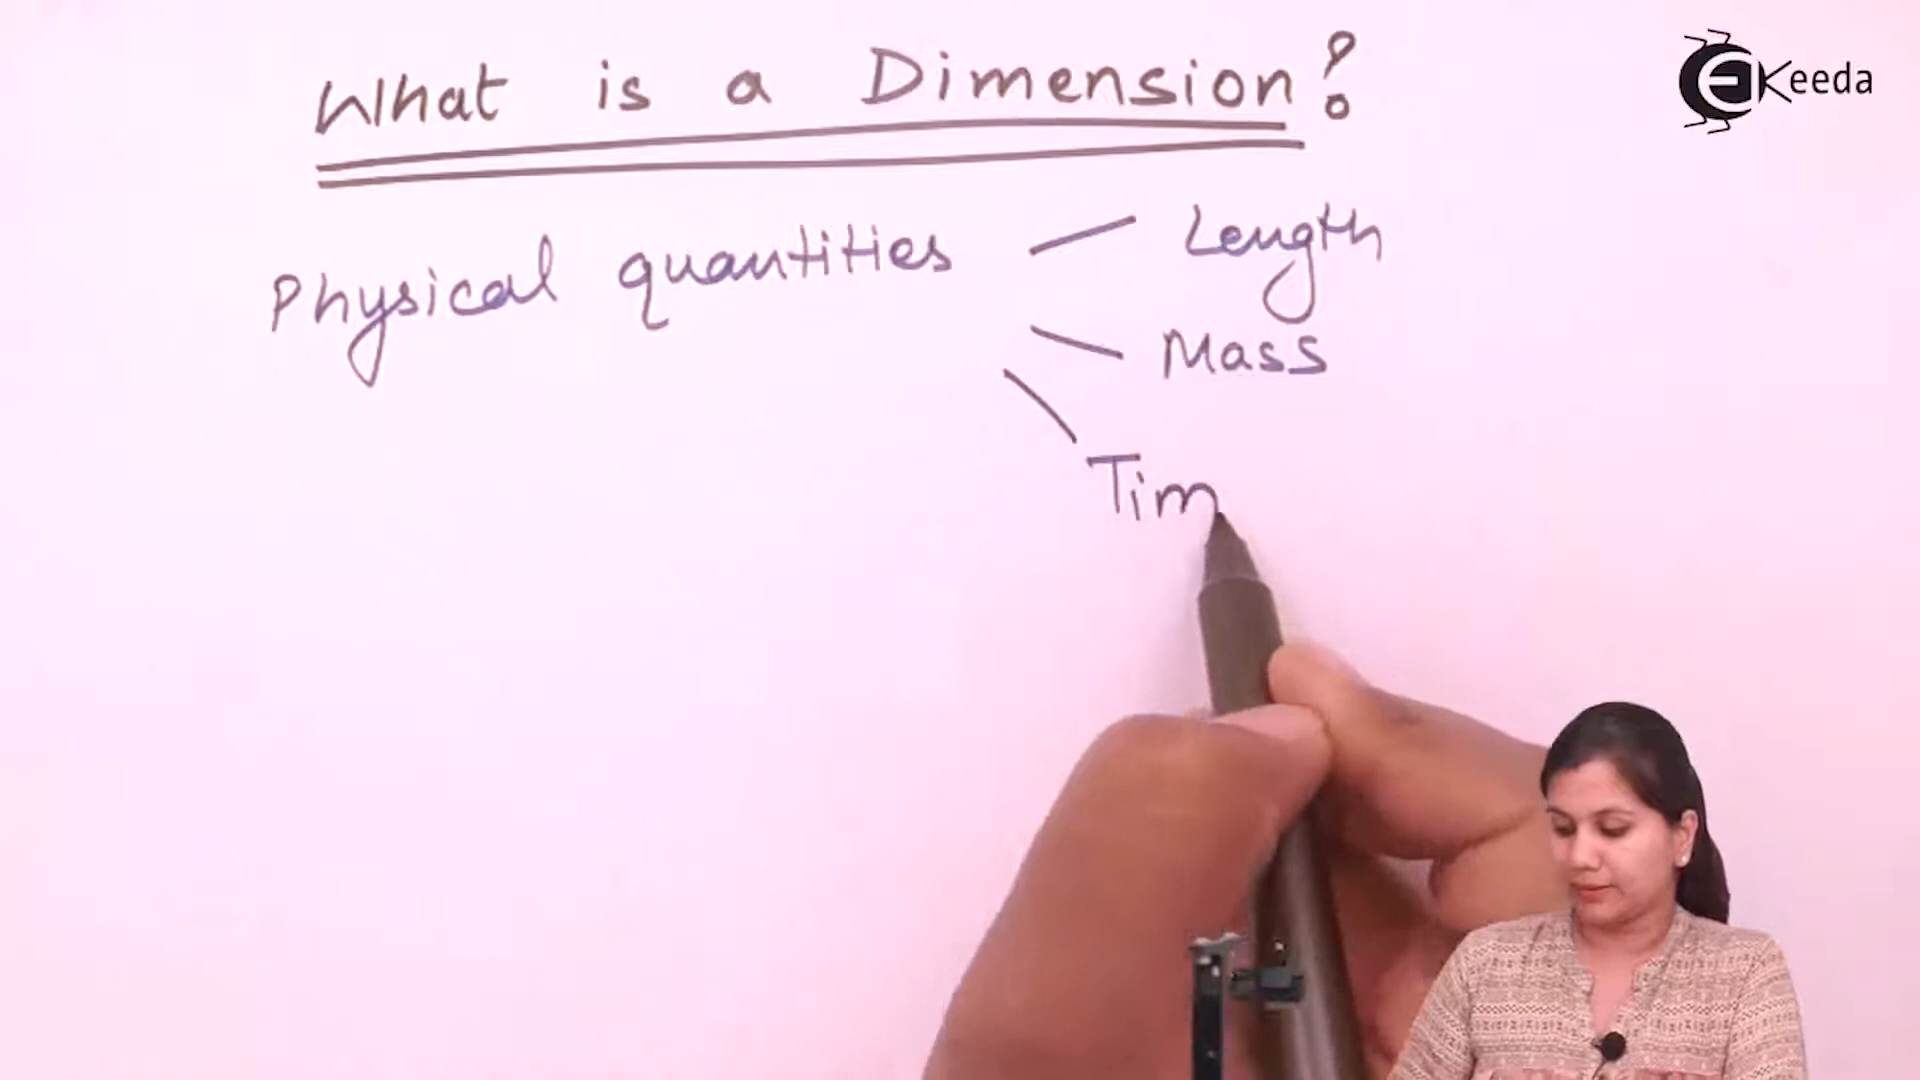 What is a Dimension?
EKeeda
Physical quantities
Length
Mass
Tim